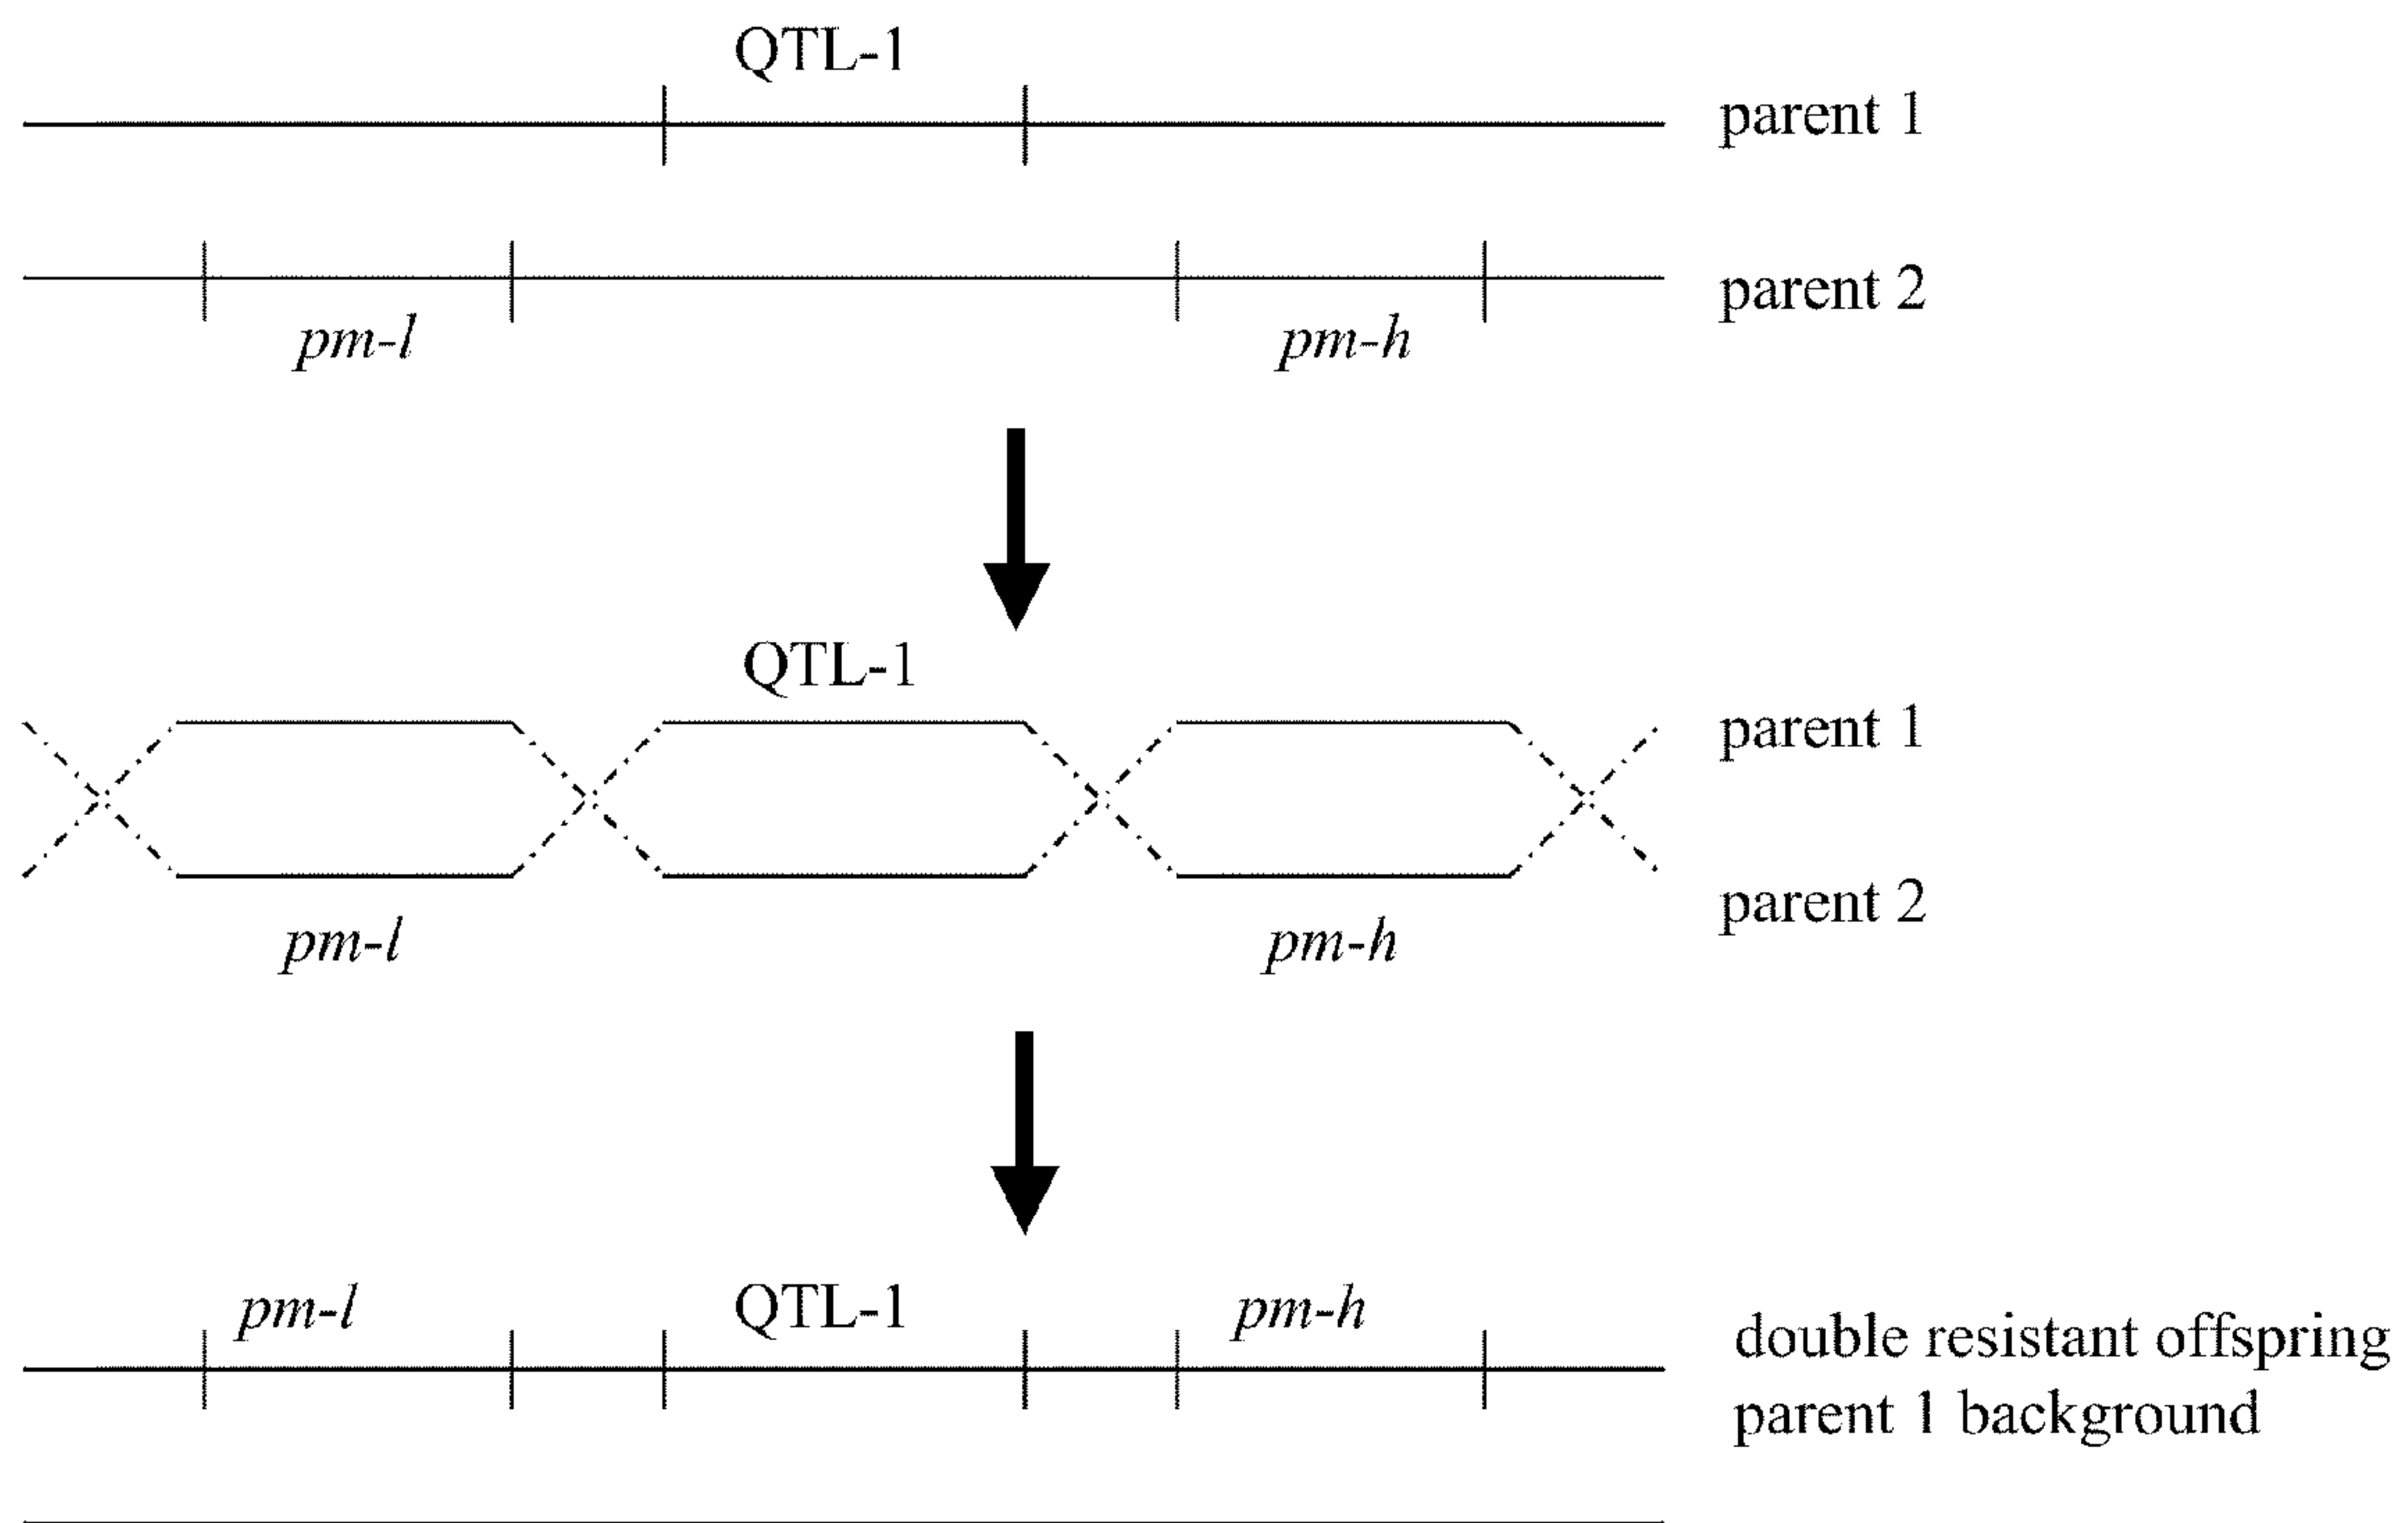 QTL-1
parent 1
parent 2
pm-l
pm-h
QTL-1
parent 1
parent 2
pm-l
pm-h
pm-l
QTL-1
pm-h
double resistant offspring
parent 1 background